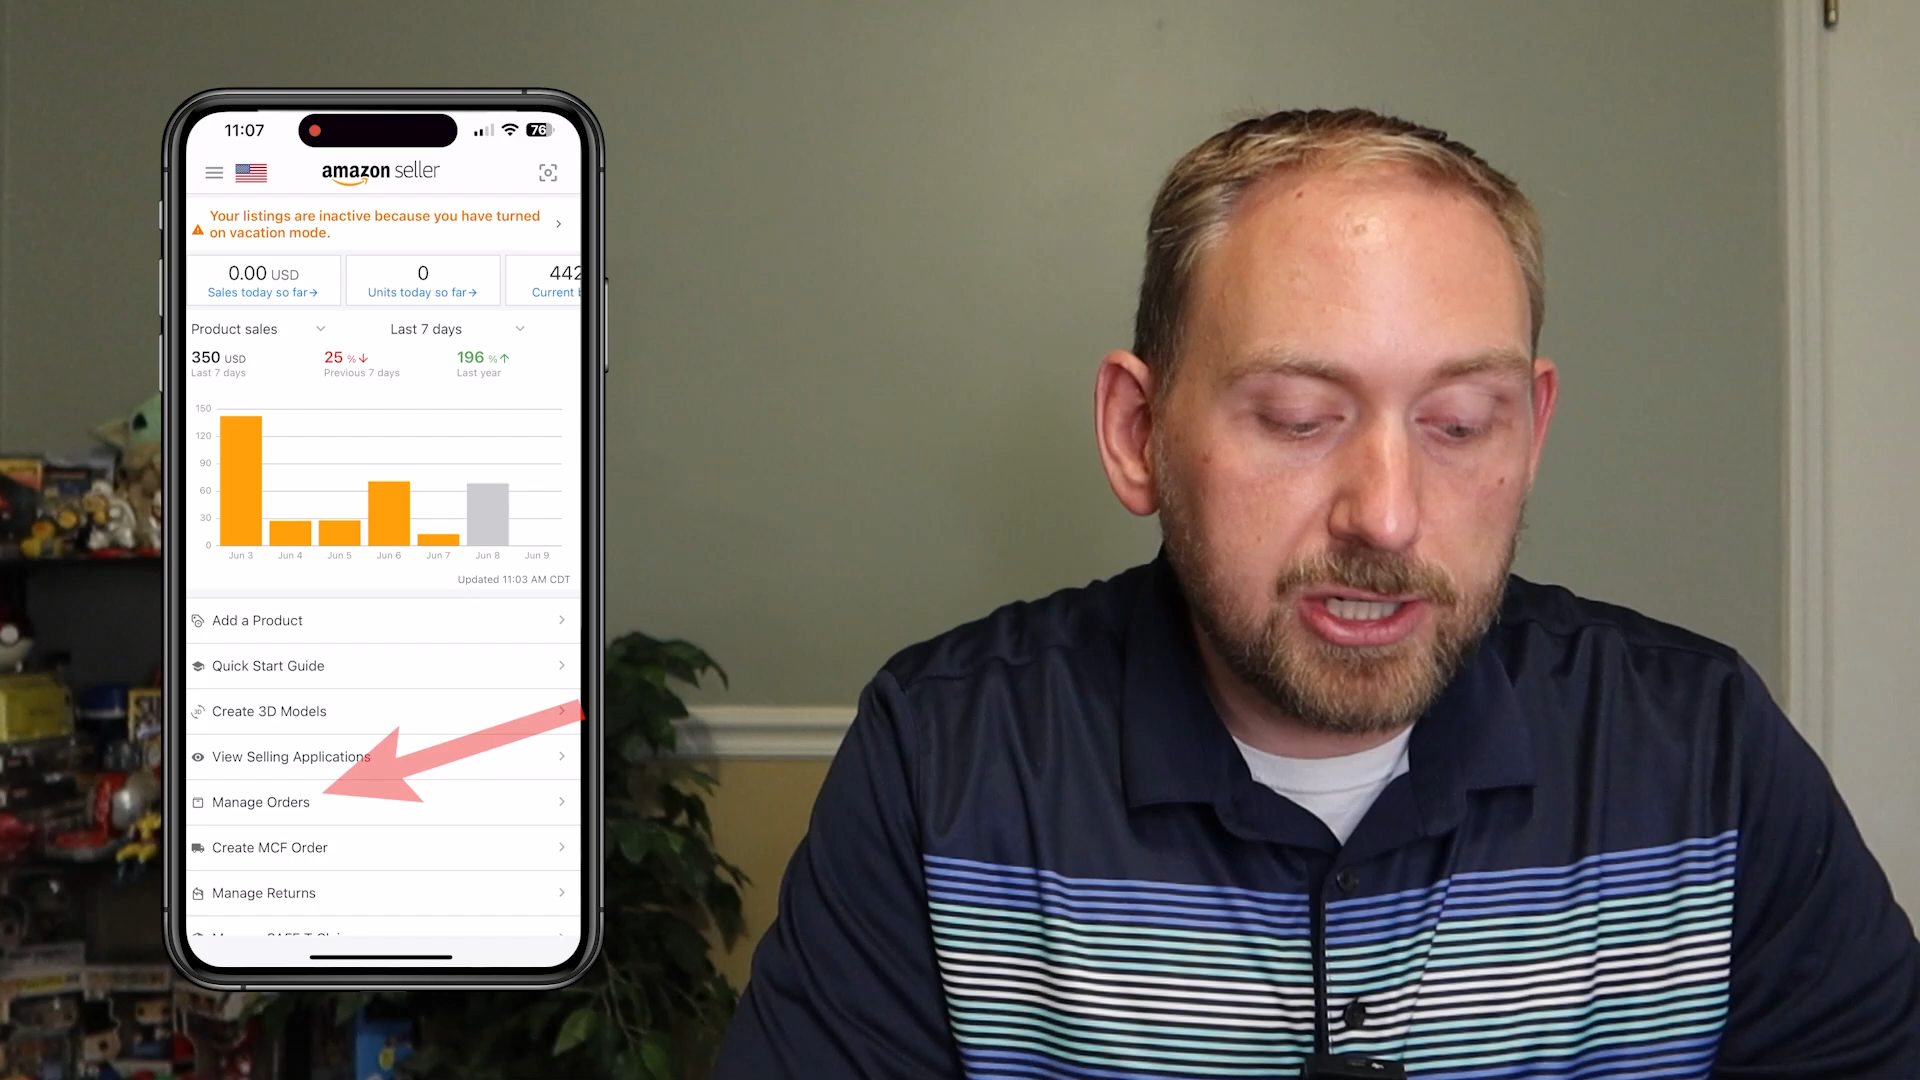 11:07
76
amazon seller
Your listings are inactive because you have turned
on vacation mode.
0.00 USD
Sales today so far→
0
Units today so far→
442
Current
Product sales
Last 7 days
350 USD
Last 7 days
25 %↓
Previous 7 days
196 %↑
Last year
150
120
90
60
30
0
Jun 3
Jun 4
Jun 5
Jun 6
Jun 7
Jun 8
Jun 9
Updated 11:03 AM CDT
Add a Product
Quick Start Guide
3D
Create 3D Models
View Selling Applications
Manage Orders
Create MCF Order
Manage Returns